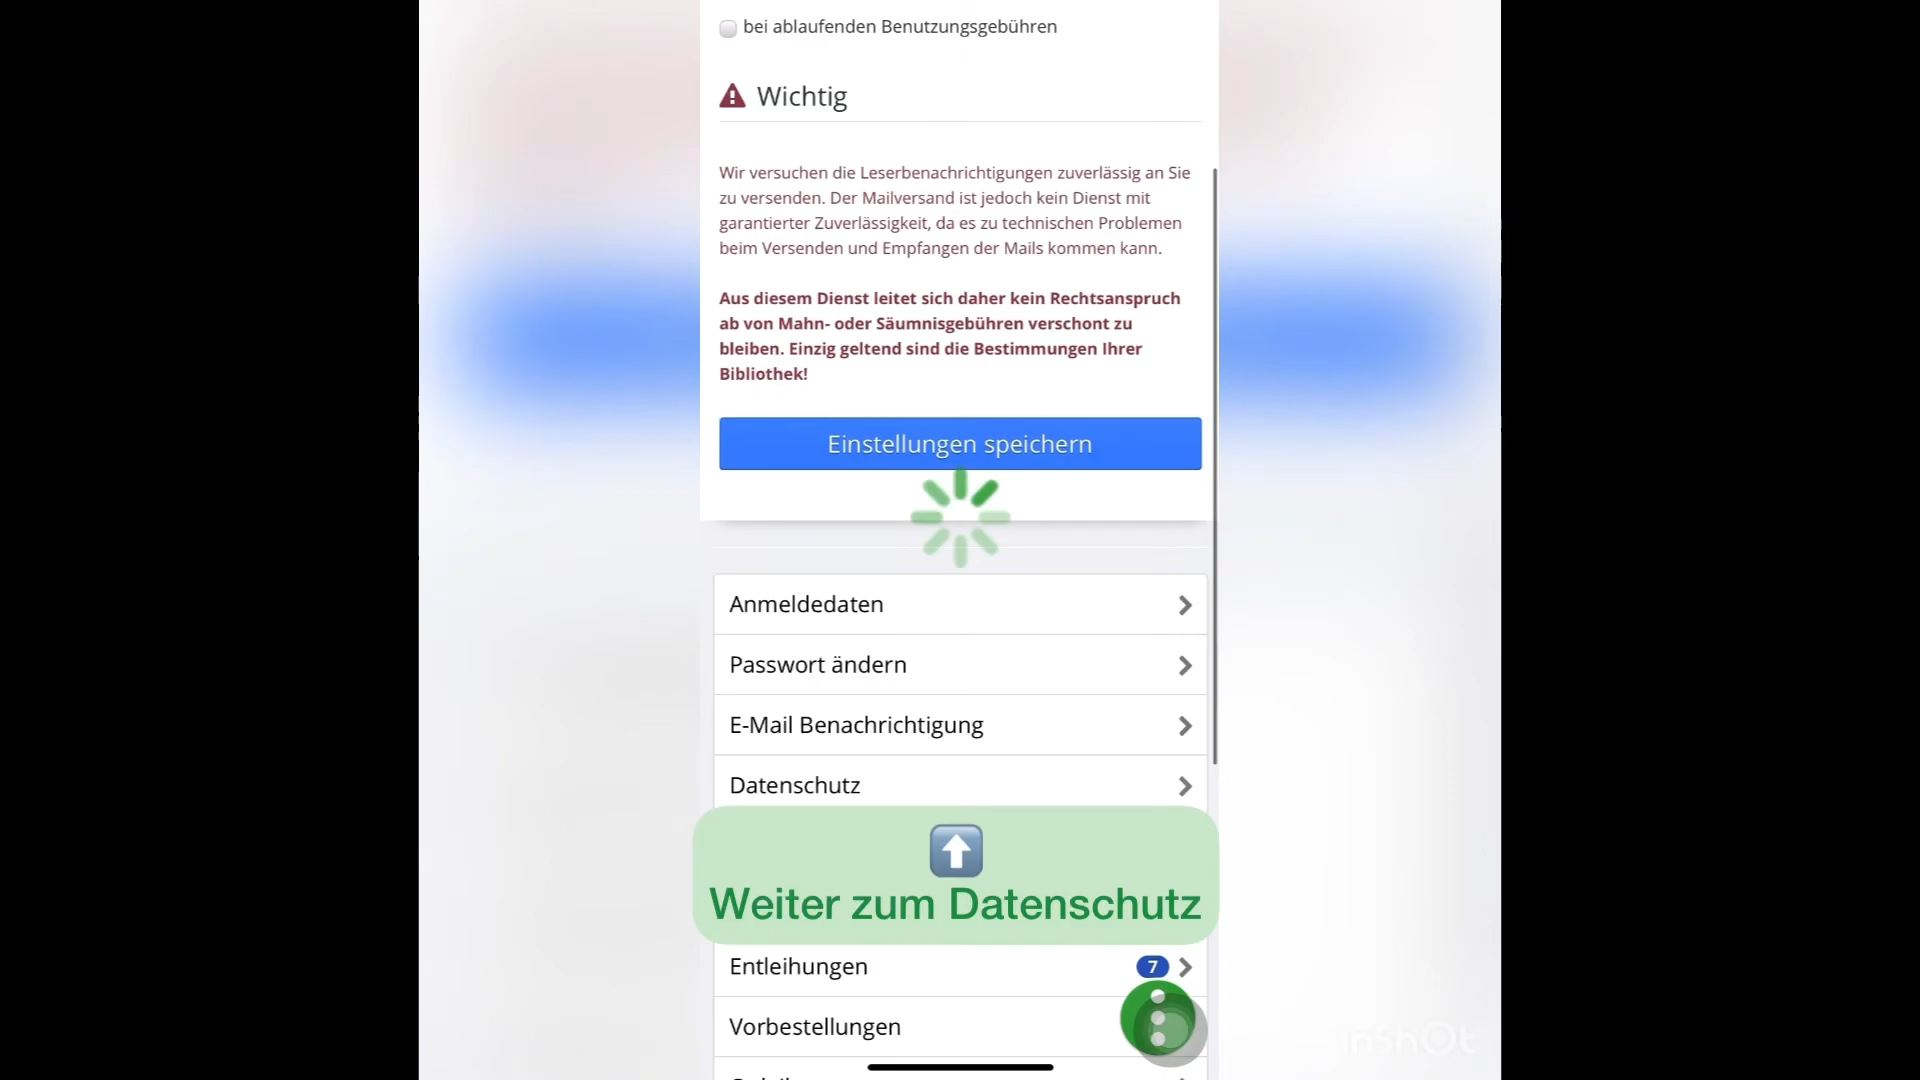 bei ablaufenden Benutzungsgebühren
Wichtig
Wir versuchen die Leserbenachrichtigungen zuverlässig an Sie
zu versenden. Der Mailversand ist jedoch kein Dienst mit
garantierter Zuverlässigkeit, da es zu technischen Problemen
beim Versenden und Empfangen der Mails kommen kann.
Aus diesem Dienst leitet sich daher kein Rechtsanspruch
ab von Mahn- oder Säumnisgebühren verschont zu
bleiben. Einzig geltend sind die Bestimmungen Ihrer
Bibliothek!
Einstellungen speichern
Anmeldedaten
Passwort ändern
E-Mail Benachrichtigung
Datenschutz
Weiter zum Datenschutz
Entleihungen 7
Vorbestellungen
InShOt